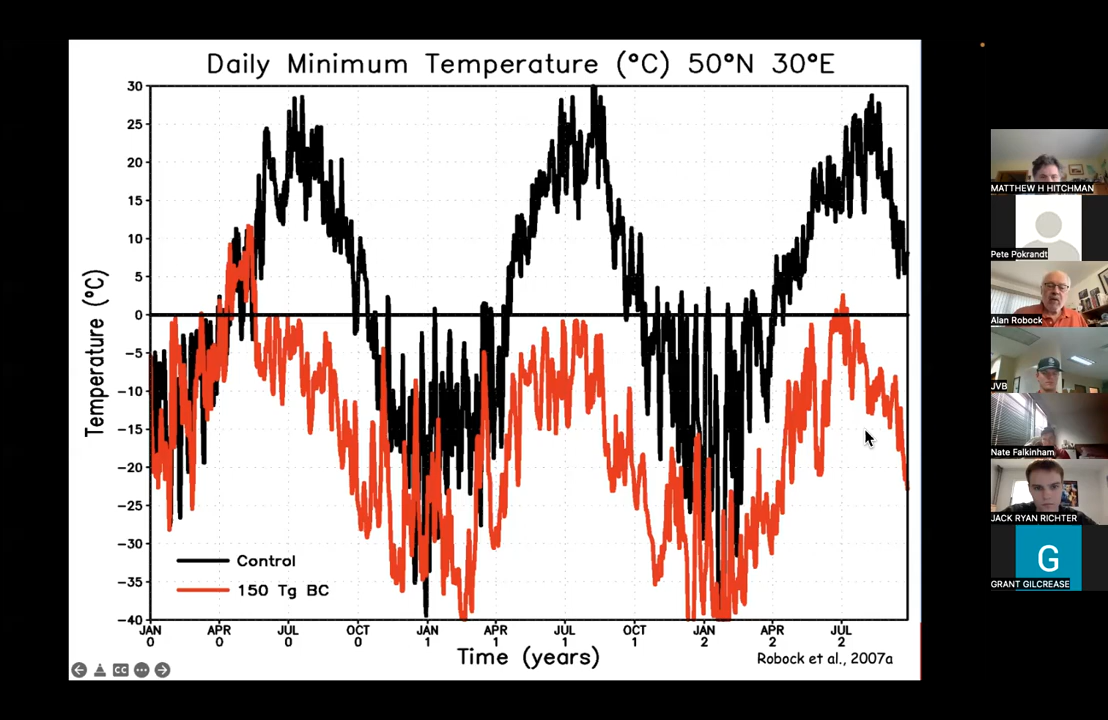 Daily Minimum Temperature (°C) 50°N 30°E
30
25
20
15
10
5
0
-5
-10
-15
-20
-25
-30
-35
-40
Temperature (°C)
Control
150 Tg BC
JAN APR JUL OCT JAN APR JUL OCT JAN APR JUL
0 0 0 0 1 1 1 1 2 2 2
Time (years)
Robock et al., 2007a
CC
MATTHEW H HITCHMAN
Pete Pokrandt
Alan Robock
JVB
Nate Falkinham
JACK RYAN RICHTER
G
GRANT GILCREASE